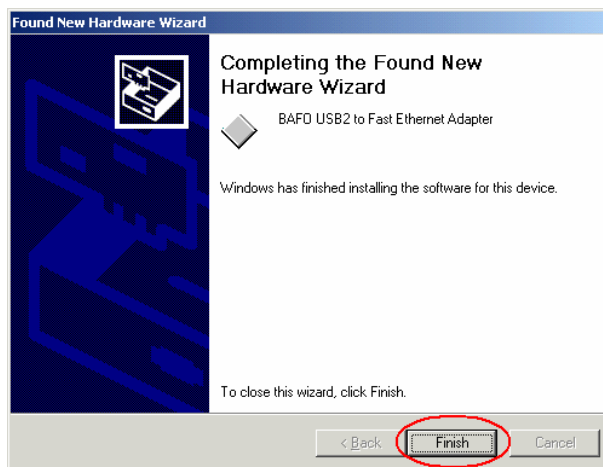 Found New Hardware Wizard
Completing the Found New
Hardware Wizard
BAFO USB2 to Fast Ethernet Adapter
Windows has finished installing the software for this device.
To close this wizard, click Finish.
< Back
Finish
Cancel